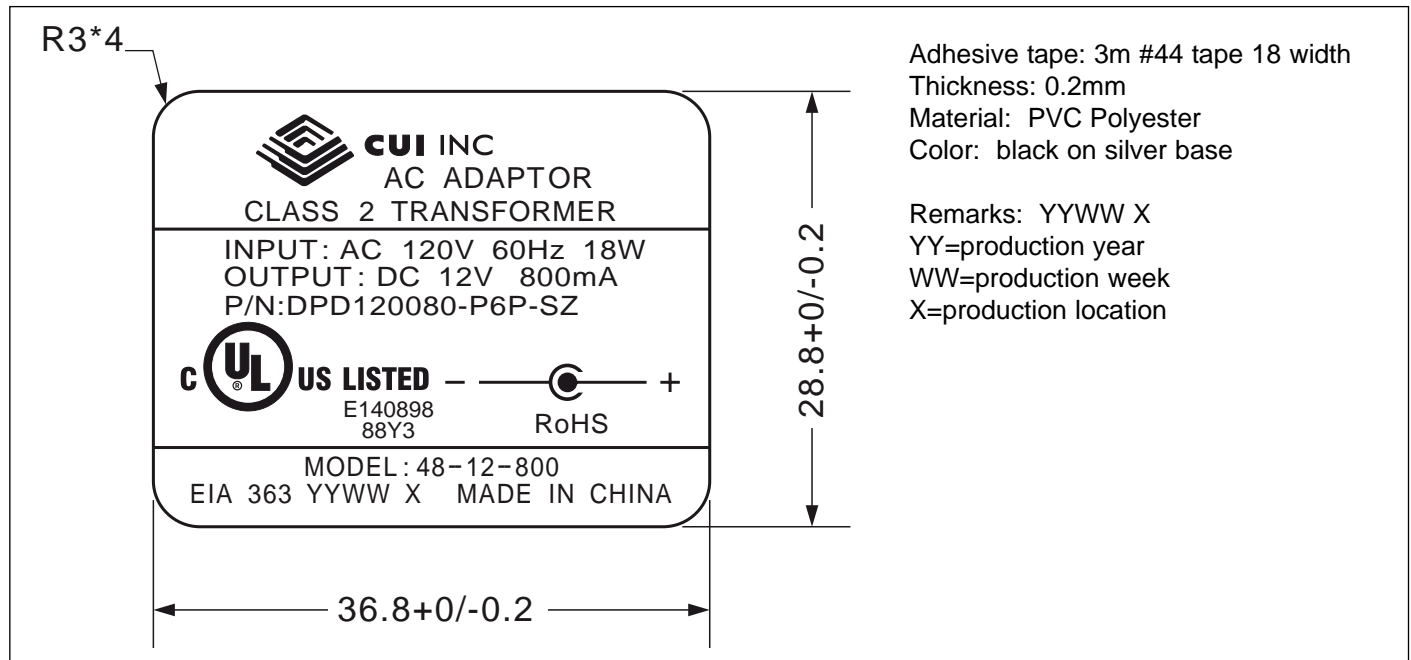 R3*4
CUI INC
AC ADAPTOR
CLASS 2 TRANSFORMER
INPUT: AC 120V 60Hz 18W
OUTPUT: DC 12V 800mA
P/N:DPD120080-P6P-SZ
C UL ® US LISTED - +
E140898
88Y3
RoHS
MODEL:48-12-800
EIA 363 YYWW X MADE IN CHINA
36.8+0/-0.2
28.8+0/-0.2
Adhesive tape: 3m #44 tape 18 width
Thickness: 0.2mm
Material: PVC Polyester
Color: black on silver base
Remarks: YYWW X
YY=production year
WW=production week
X=production location